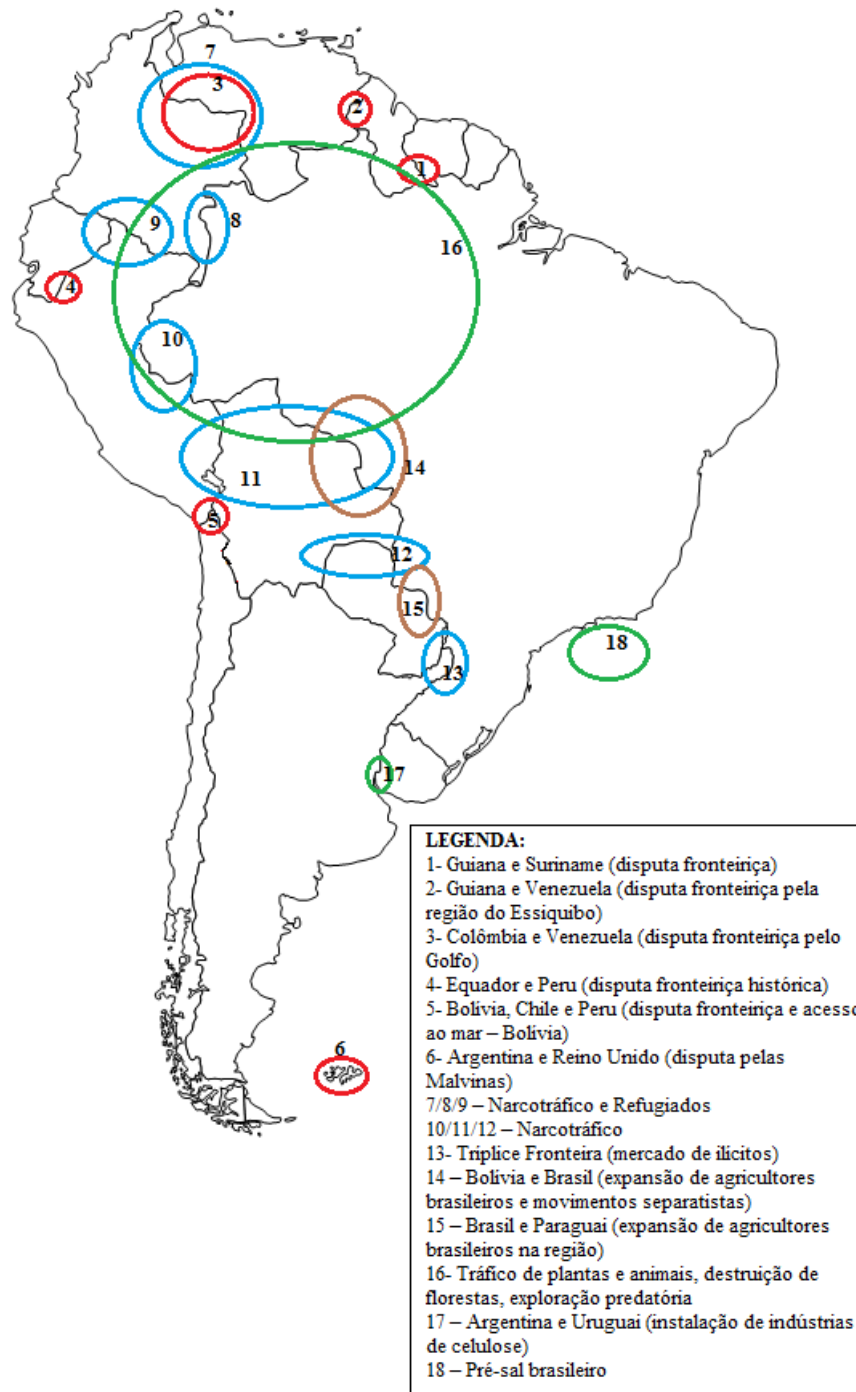 7
3
2
1
9
8
16
4
10
14
11
5
12
15
18
13
17
6
LEGENDA:
1- Guiana e Suriname (disputa fronteiriça)
2- Guiana e Venezuela (disputa fronteiriça pela
região do Essiquibo)
3- Colômbia e Venezuela (disputa fronteiriça pelo
Golfo)
4- Equador e Peru (disputa fronteiriça histórica)
5- Bolívia, Chile e Peru (disputa fronteiriça e acesso
ao mar – Bolívia)
6- Argentina e Reino Unido (disputa pelas
Malvinas)
7/8/9 – Narcotráfico e Refugiados
10/11/12 – Narcotráfico
13- Tríplice Fronteira (mercado de ilícitos)
14 – Bolívia e Brasil (expansão de agricultores
brasileiros e movimentos separatistas)
15 – Brasil e Paraguai (expansão de agricultores
brasileiros na região)
16- Tráfico de plantas e animais, destruição de
florestas, exploração predatória
17 – Argentina e Uruguai (instalação de indústrias
de celulose)
18 – Pré-sal brasileiro